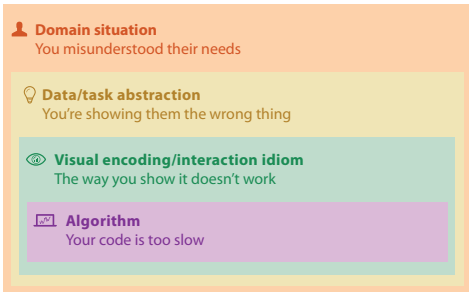 Domain situation
You misunderstood their needs
Data/task abstraction
You're showing them the wrong thing
Visual encoding/interaction idiom
The way you show it doesn't work
Algorithm
Your code is too slow